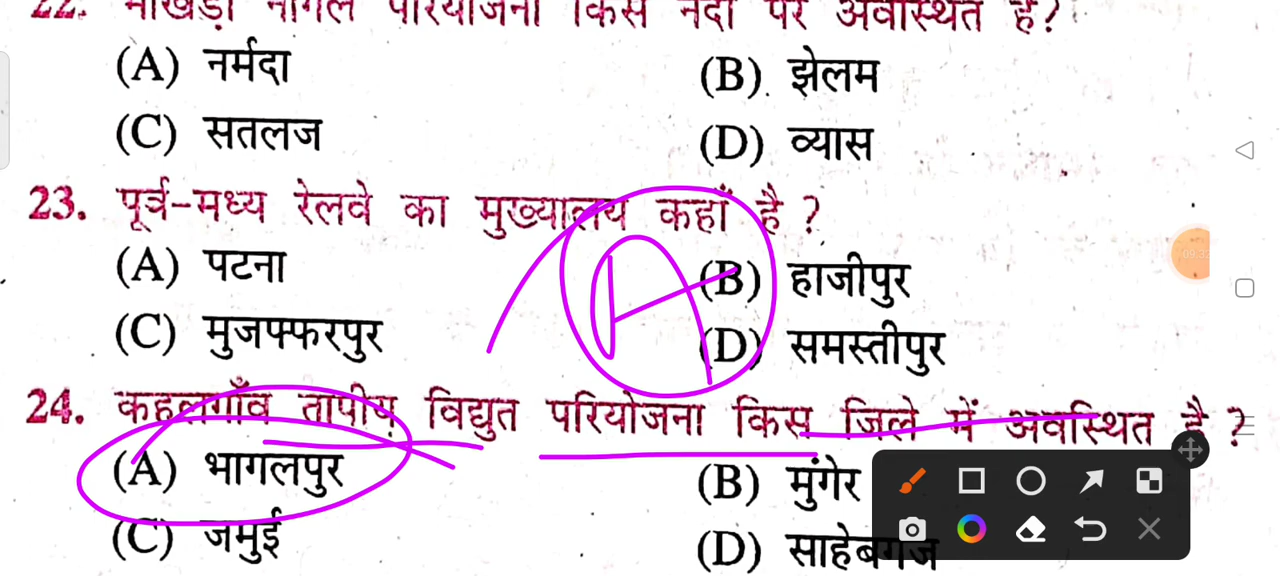 22. भाखड़ा नांगल परियोजना किस नदी पर अवस्थित है?
(A) नर्मदा (B) झेलम
(C) सतलज (D) व्यास
23. पूर्व-मध्य रेलवे का मुख्यालय कहाँ है ?
(A) पटना (B) हाजीपुर
(C) मुजफ्फरपुर (D) समस्तीपुर
A
24. कहलगाँव तापीय विद्युत परियोजना किस जिले में अवस्थित है ?
(A) भागलपुर (B) मुंगेर
(C) जमुई (D) साहेबगंज